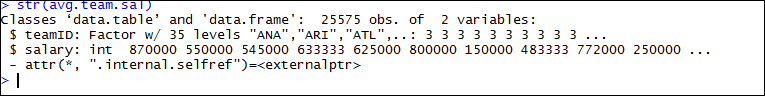 > str(avg.team.sal)
Classes ‘data.table’ and 'data.frame':  25575 obs. of  2 variables:
 $ teamID: Factor w/ 35 levels "ANA","ARI","ATL",..: 3 3 3 3 3 3 3 3 3 3 ...
 $ salary: int  870000 550000 545000 633333 625000 800000 150000 483333 772000 250000 ...
 - attr(*, ".internal.selfref")=<externalptr>
>